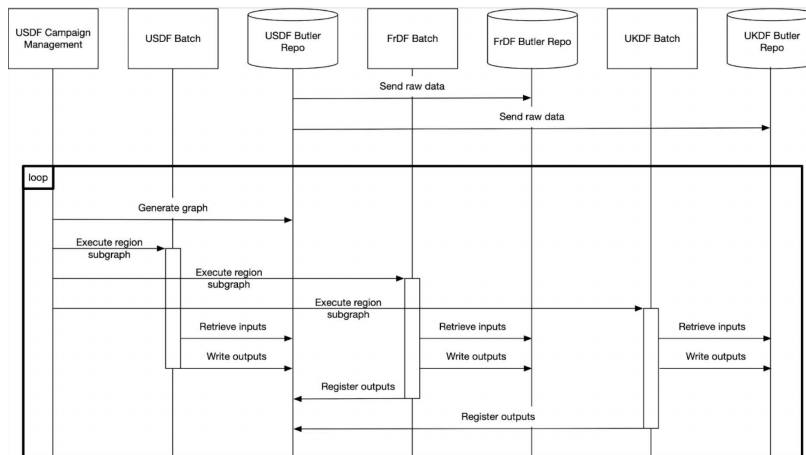 USDF Campaign
Management
USDF Batch
USDF Butler
Repo
FrDF Batch
FrDF Butler Repo
UKDF Batch
UKDF Butler
Repo
Send raw data
Send raw data
loop
Generate graph
Execute region
subgraph
Execute region
subgraph
Execute region
subgraph
Retrieve inputs
Retrieve inputs
Retrieve inputs
Write outputs
Write outputs
Write outputs
Register outputs
Register outputs